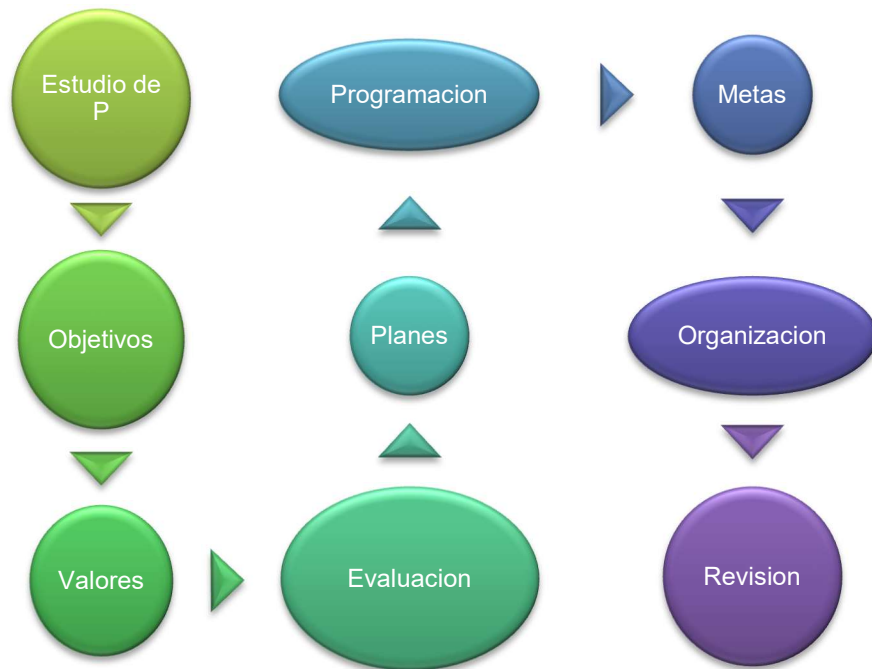 Estudio de
P
Objetivos
Valores
Evaluacion
Planes
Programacion
Metas
Organizacion
Revision